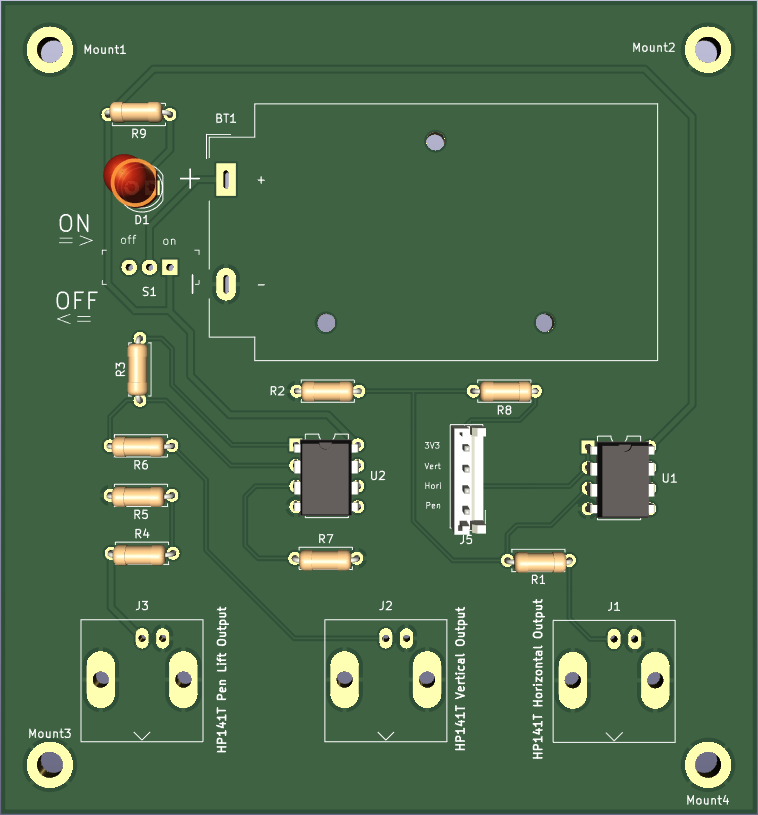 Mount1
Mount2
R9
BT1
+
D1
ON
=>
off
on
S1
−
OFF
<=
R3
R2
R8
R6
3V3
Vert
Hori
Pen
U2
U1
R5
R4
R7
J5
R1
J3
J2
J1
HP141T Pen Lift Output
HP141T Vertical Output
HP141T Horizontal Output
Mount3
Mount4